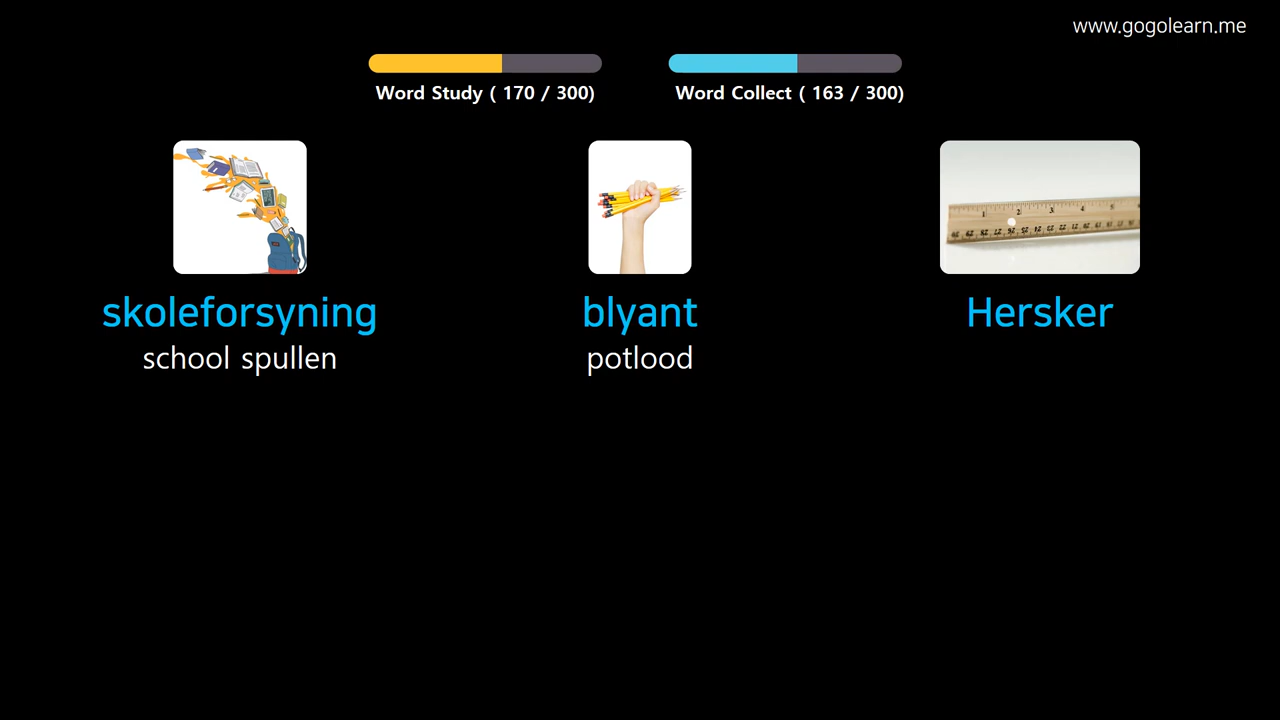 www.gogolearn.me
Word Study ( 170 / 300)
Word Collect ( 163 / 300)
skoleforsyning
school spullen
blyant
potlood
Hersker